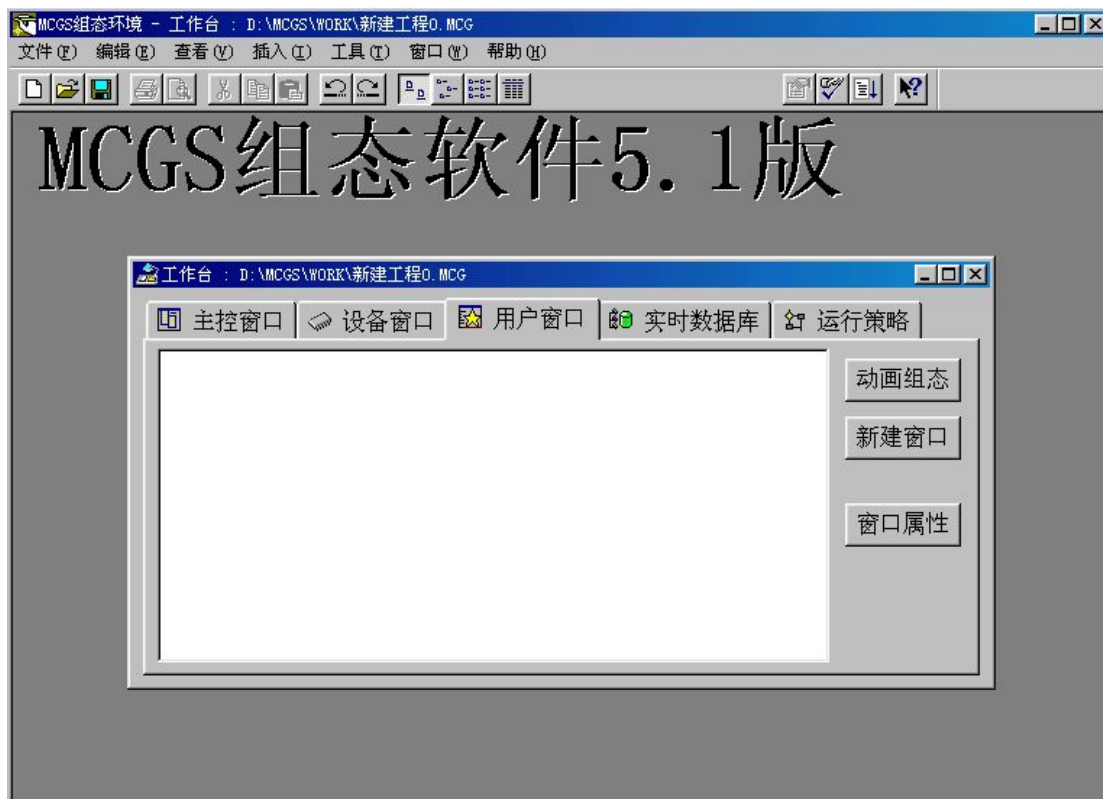 MCGS组态环境 - 工作台 : D:\MCGS\WORK\新建工程0.MCG
文件(F) 编辑(E) 查看(V) 插入(I) 工具(T) 窗口(W) 帮助(H)
MCGS组态软件5.1版
工作台 : D:\MCGS\WORK\新建工程0.MCG
主控窗口 设备窗口 用户窗口 实时数据库 运行策略
动画组态
新建窗口
窗口属性